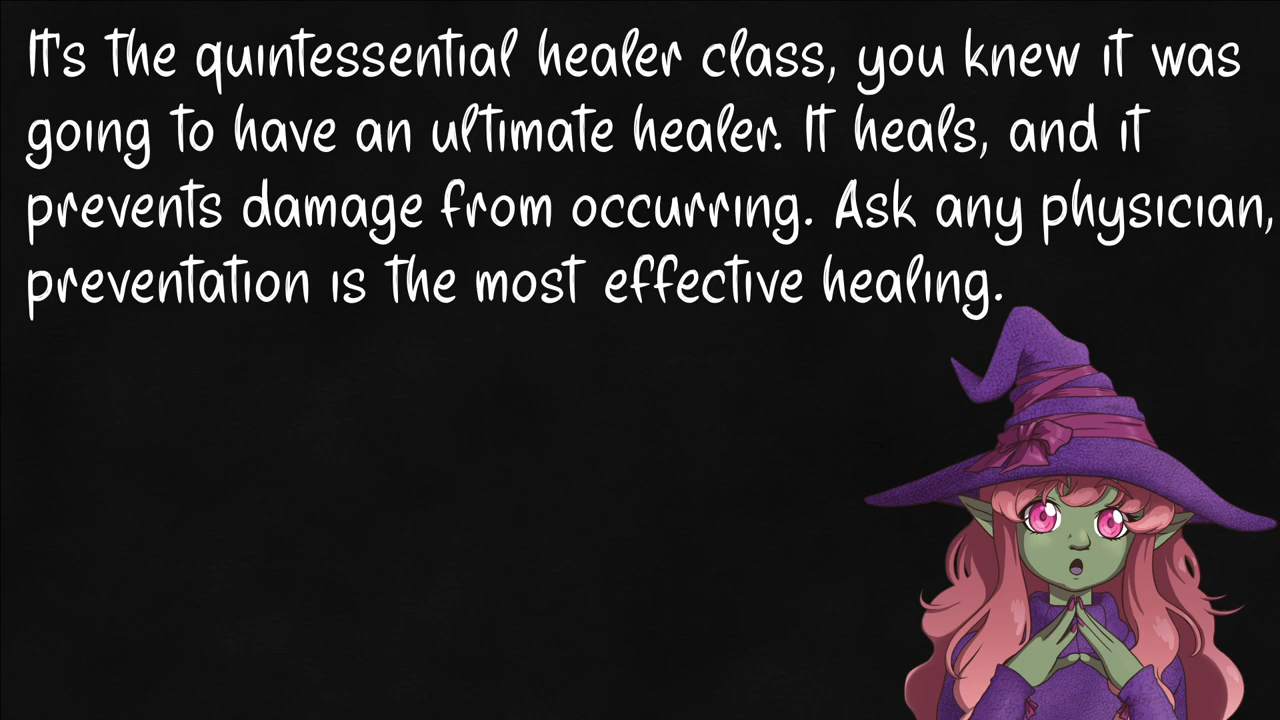 It's the quintessential healer class, you knew it was
going to have an ultimate healer. It heals, and it
prevents damage from occurring. Ask any physician,
preventation is the most effective healing.